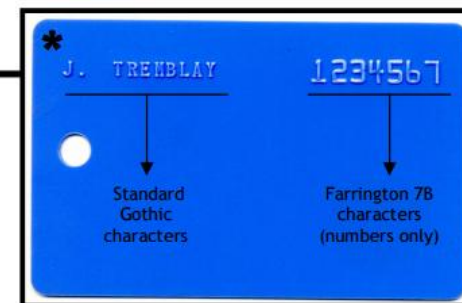 *
J. TREMBLAY 1234567
Standard
Gothic
characters
Farrington 7B
characters
(numbers only)